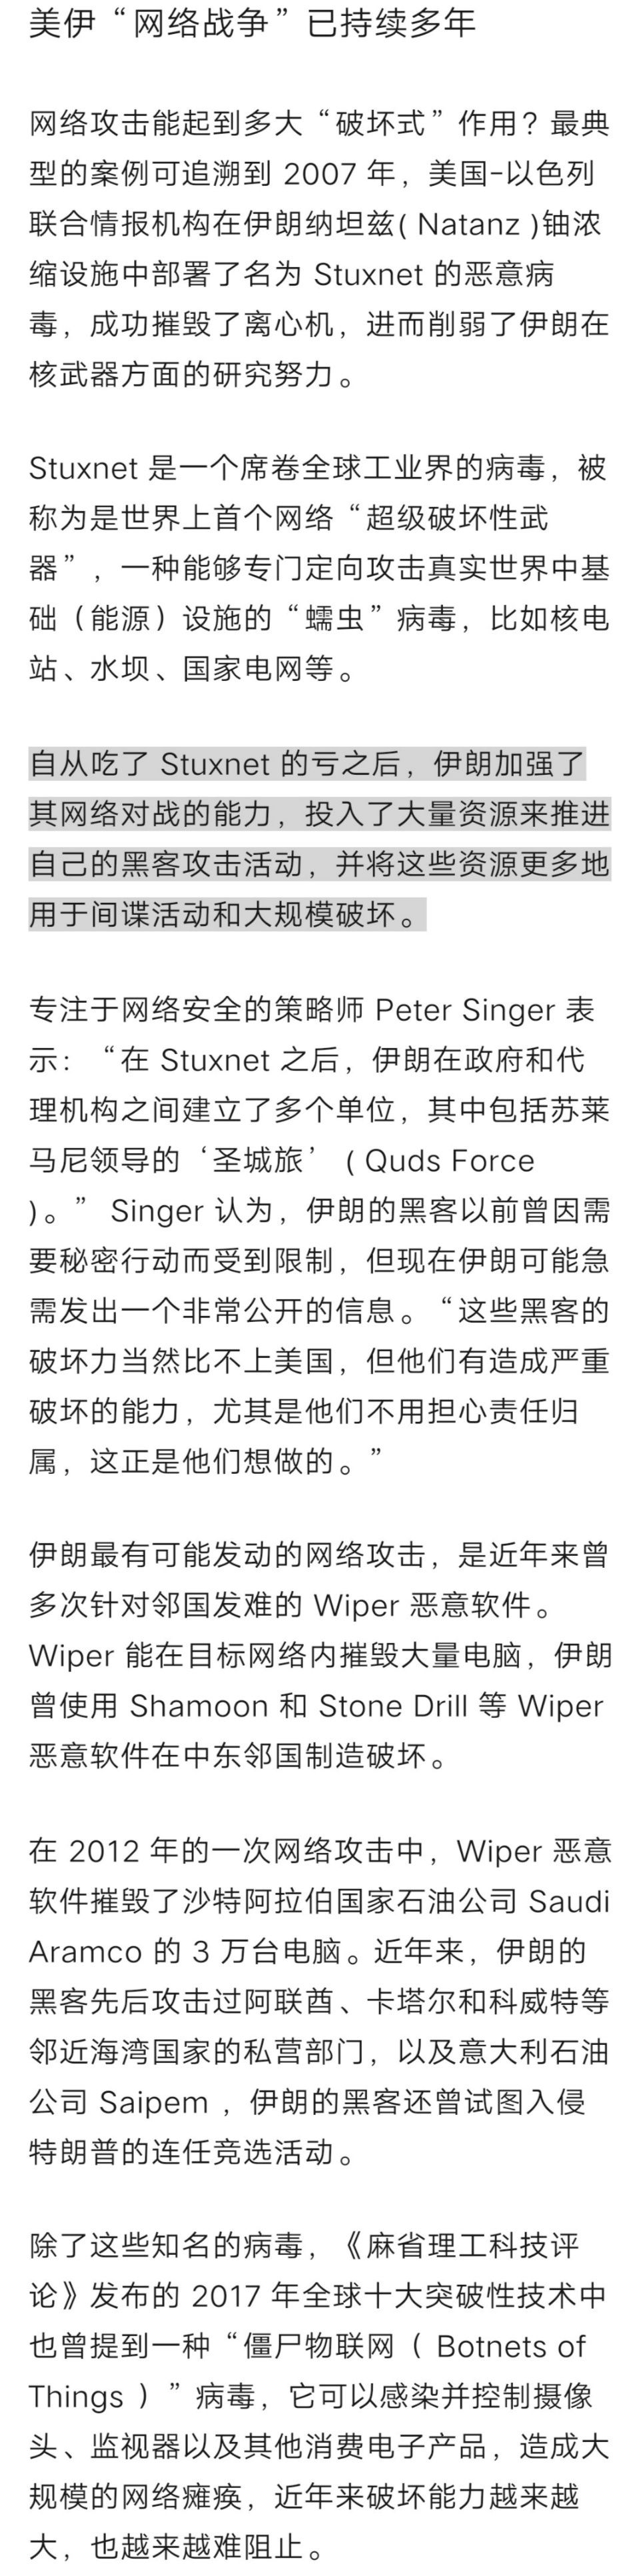 美伊“网络战争”已持续多年
网络攻击能起到多大“破坏式”作用？最典
型的案例可追溯到 2007 年，美国-以色列
联合情报机构在伊朗纳坦兹( Natanz )铀浓
缩设施中部署了名为 Stuxnet 的恶意病
毒，成功摧毁了离心机，进而削弱了伊朗在
核武器方面的研究努力。
Stuxnet 是一个席卷全球工业界的病毒，被
称为是世界上首个网络“超级破坏性武
器”，一种能够专门定向攻击真实世界中基
础（能源）设施的“蠕虫”病毒，比如核电
站、水坝、国家电网等。
自从吃了 Stuxnet 的亏之后，伊朗加强了
其网络对战的能力，投入了大量资源来推进
自己的黑客攻击活动，并将这些资源更多地
用于间谍活动和大规模破坏。
专注于网络安全的策略师 Peter Singer 表
示：“在 Stuxnet 之后，伊朗在政府和代
理机构之间建立了多个单位，其中包括苏莱
马尼领导的‘圣城旅’（ Quds Force
)。” Singer 认为，伊朗的黑客以前曾因需
要秘密行动而受到限制，但现在伊朗可能急
需发出一个非常公开的信息。“这些黑客的
破坏力当然比不上美国，但他们有造成严重
破坏的能力，尤其是他们不用担心责任归
属，这正是他们想做的。”
伊朗最有可能发动的网络攻击，是近年来曾
多次针对邻国发难的 Wiper 恶意软件。
Wiper 能在目标网络内摧毁大量电脑，伊朗
曾使用 Shamoon 和 Stone Drill 等 Wiper
恶意软件在中东邻国制造破坏。
在 2012 年的一次网络攻击中，Wiper 恶意
软件摧毁了沙特阿拉伯国家石油公司 Saudi
Aramco 的 3 万台电脑。近年来，伊朗的
黑客先后攻击过阿联酋、卡塔尔和科威特等
邻近海湾国家的私营部门，以及意大利石油
公司 Saipem ，伊朗的黑客还曾试图入侵
特朗普的连任竞选活动。
除了这些知名的病毒，《麻省理工科技评
论》发布的 2017 年全球十大突破性技术中
也曾提到一种“僵尸物联网（ Botnets of
Things ）”病毒，它可以感染并控制摄像
头、监视器以及其他消费电子产品，造成大
规模的网络瘫痪，近年来破坏能力越来越
大，也越来越难阻止。